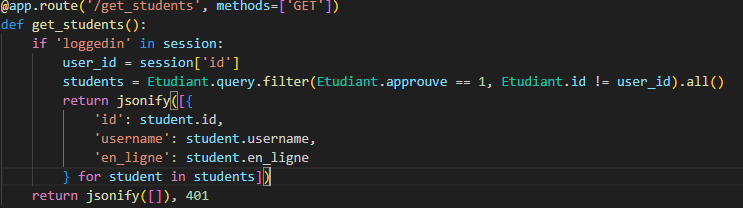 @app.route('/get_students', methods=['GET'])
def get_students():
    if 'loggedin' in session:
        user_id = session['id']
        students = Etudiant.query.filter(Etudiant.approuve == 1, Etudiant.id != user_id).all()
        return jsonify([{
            'id': student.id,
            'username': student.username,
            'en_ligne': student.en_ligne
        } for student in students])
    return jsonify([]), 401